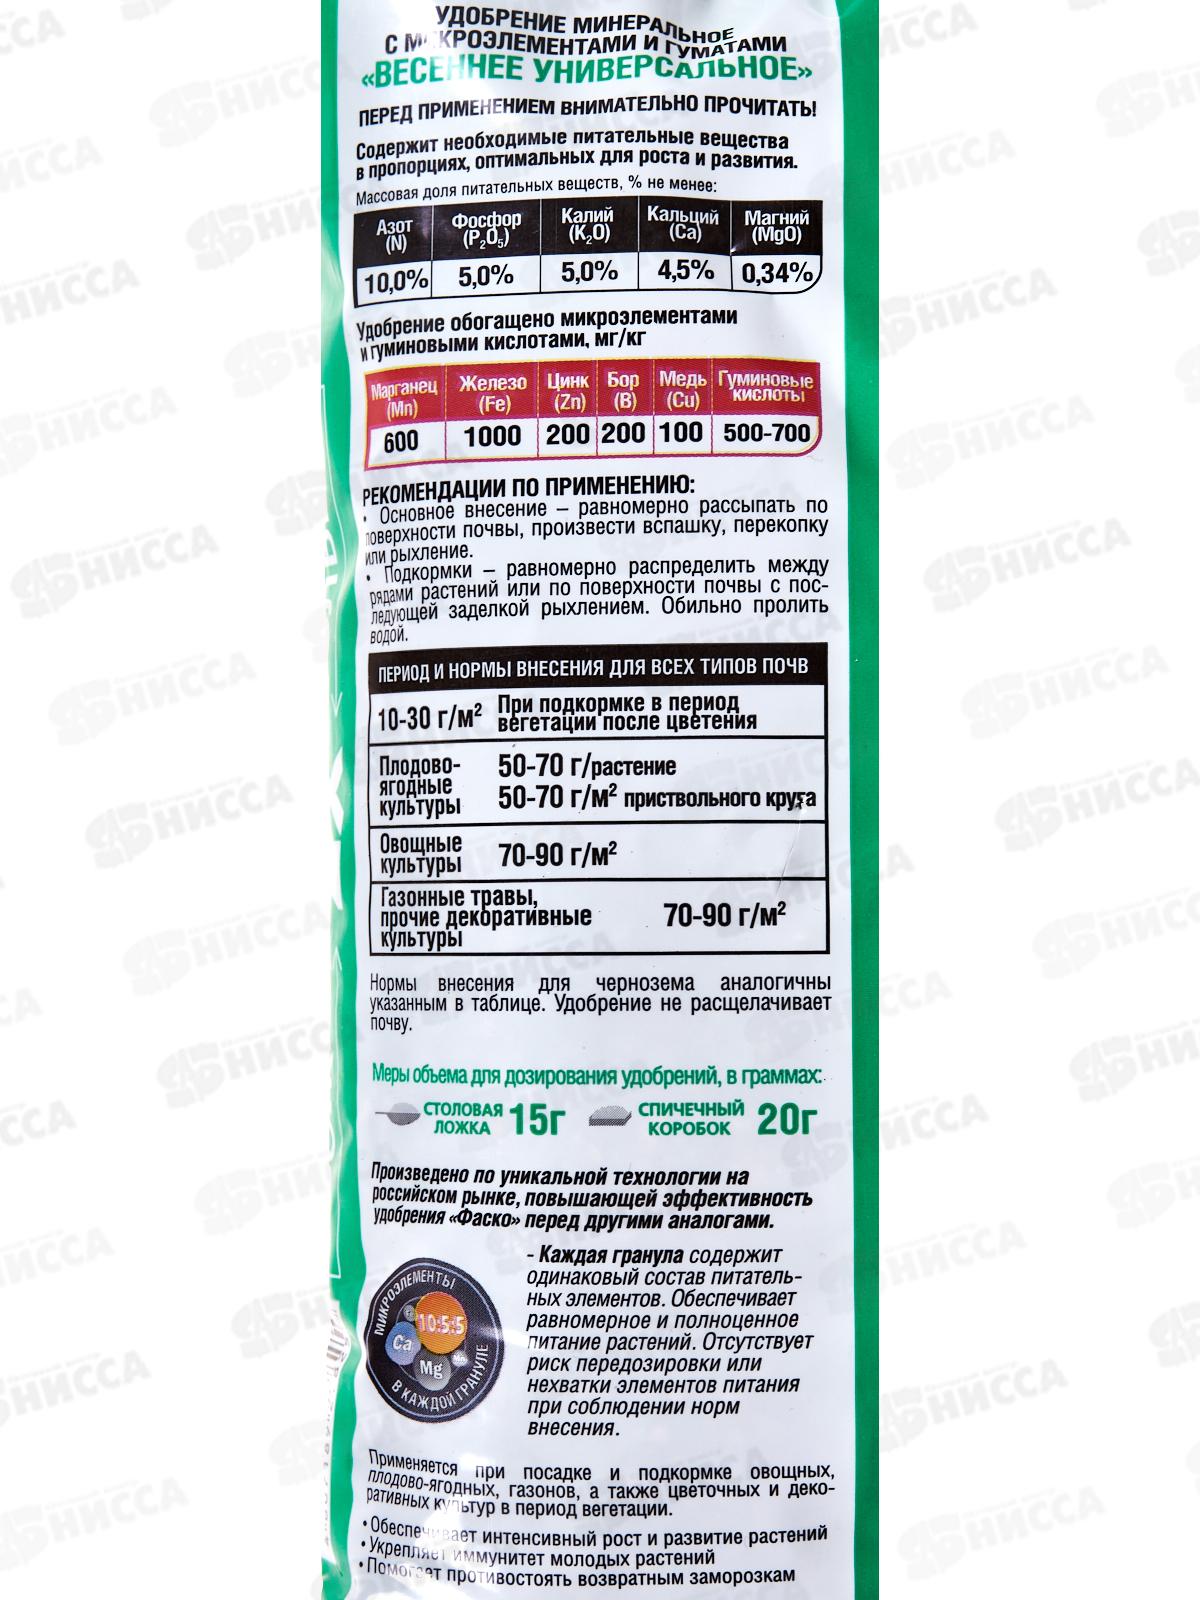 УДОБРЕНИЕ МИНЕРАЛЬНОЕ
С МИКРОЭЛЕМЕНТАМИ И ГУМАТАМИ
«ВЕСЕННЕЕ УНИВЕРСАЛЬНОЕ»
ПЕРЕД ПРИМЕНЕНИЕМ ВНИМАТЕЛЬНО ПРОЧИТАТЬ!
Содержит необходимые питательные вещества
в пропорциях, оптимальных для роста и развития.
Массовая доля питательных веществ, % не менее:
Азот (N) Фосфор (P₂O₅) Калий (K₂O) Кальций (Ca) Магний (MgO)
10,0% 5,0% 5,0% 4,5% 0,34%
Удобрение обогащено микроэлементами
и гуминовыми кислотами, мг/кг
Марганец (Mn) Железо (Fe) Цинк (Zn) Бор (B) Медь (Cu) Гуминовые кислоты
600 1000 200 200 100 500-700
РЕКОМЕНДАЦИИ ПО ПРИМЕНЕНИЮ:
• Основное внесение – равномерно рассыпать по
поверхности почвы, произвести вспашку, перекопку
или рыхление.
• Подкормки – равномерно распределить между
рядами растений или по поверхности почвы с пос-
ледующей заделкой рыхлением. Обильно пролить
водой.
ПЕРИОД И НОРМЫ ВНЕСЕНИЯ ДЛЯ ВСЕХ ТИПОВ ПОЧВ
10-30 г/м² При подкормке в период
вегетации после цветения
Плодово-
ягодные
культуры
50-70 г/растение
50-70 г/м² приствольного круга
Овощные
культуры
70-90 г/м²
Газонные травы,
прочие декоративные
культуры
70-90 г/м²
Нормы внесения для чернозема аналогичны
указанным в таблице. Удобрение не расщелачивает
почву.
Меры объема для дозирования удобрений, в граммах:
СТОЛОВАЯ
ЛОЖКА
15г
СПИЧЕЧНЫЙ
КОРОБОК
20г
Произведено по уникальной технологии на
российском рынке, повышающей эффективность
удобрения «Фаско» перед другими аналогами.
МИКРОЭЛЕМЕНТЫ
10:5:5
Ca
Mg
В КАЖДОЙ ГРАНУЛЕ
- Каждая гранула содержит
одинаковый состав питатель-
ных элементов. Обеспечивает
равномерное и полноценное
питание растений. Отсутствует
риск передозировки или
нехватки элементов питания
при соблюдении норм
внесения.
Применяется при посадке и подкормке овощных,
плодово-ягодных, газонов, а также цветочных и деко-
ративных культур в период вегетации.
• Обеспечивает интенсивный рост и развитие растений
• Укрепляет иммунитет молодых растений
• Помогает противостоять возвратным заморозкам
НИССА